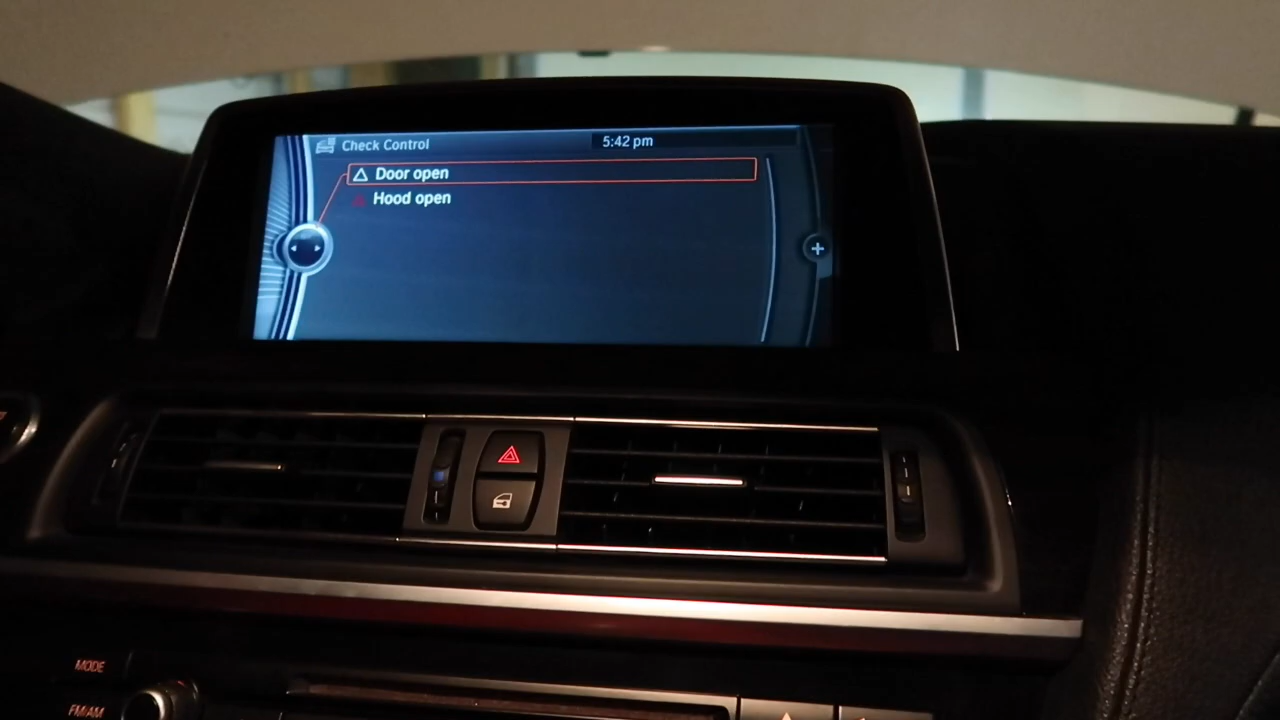 Check Control
5:42 pm
Door open
Hood open
MODE
FM/AM